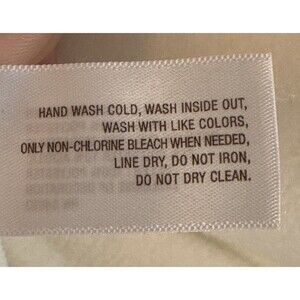 HAND WASH COLD, WASH INSIDE OUT,
WASH WITH LIKE COLORS,
ONLY NON-CHLORINE BLEACH WHEN NEEDED,
LINE DRY, DO NOT IRON,
DO NOT DRY CLEAN.